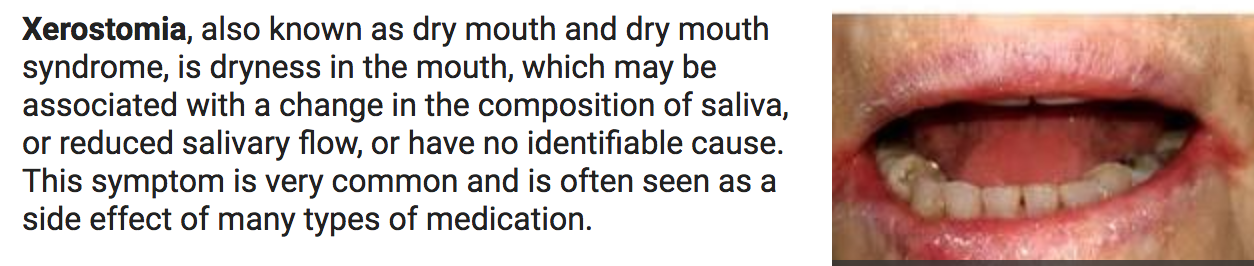 Xerostomia, also known as dry mouth and dry mouth
syndrome, is dryness in the mouth, which may be
associated with a change in the composition of saliva,
or reduced salivary flow, or have no identifiable cause.
This symptom is very common and is often seen as a
side effect of many types of medication.